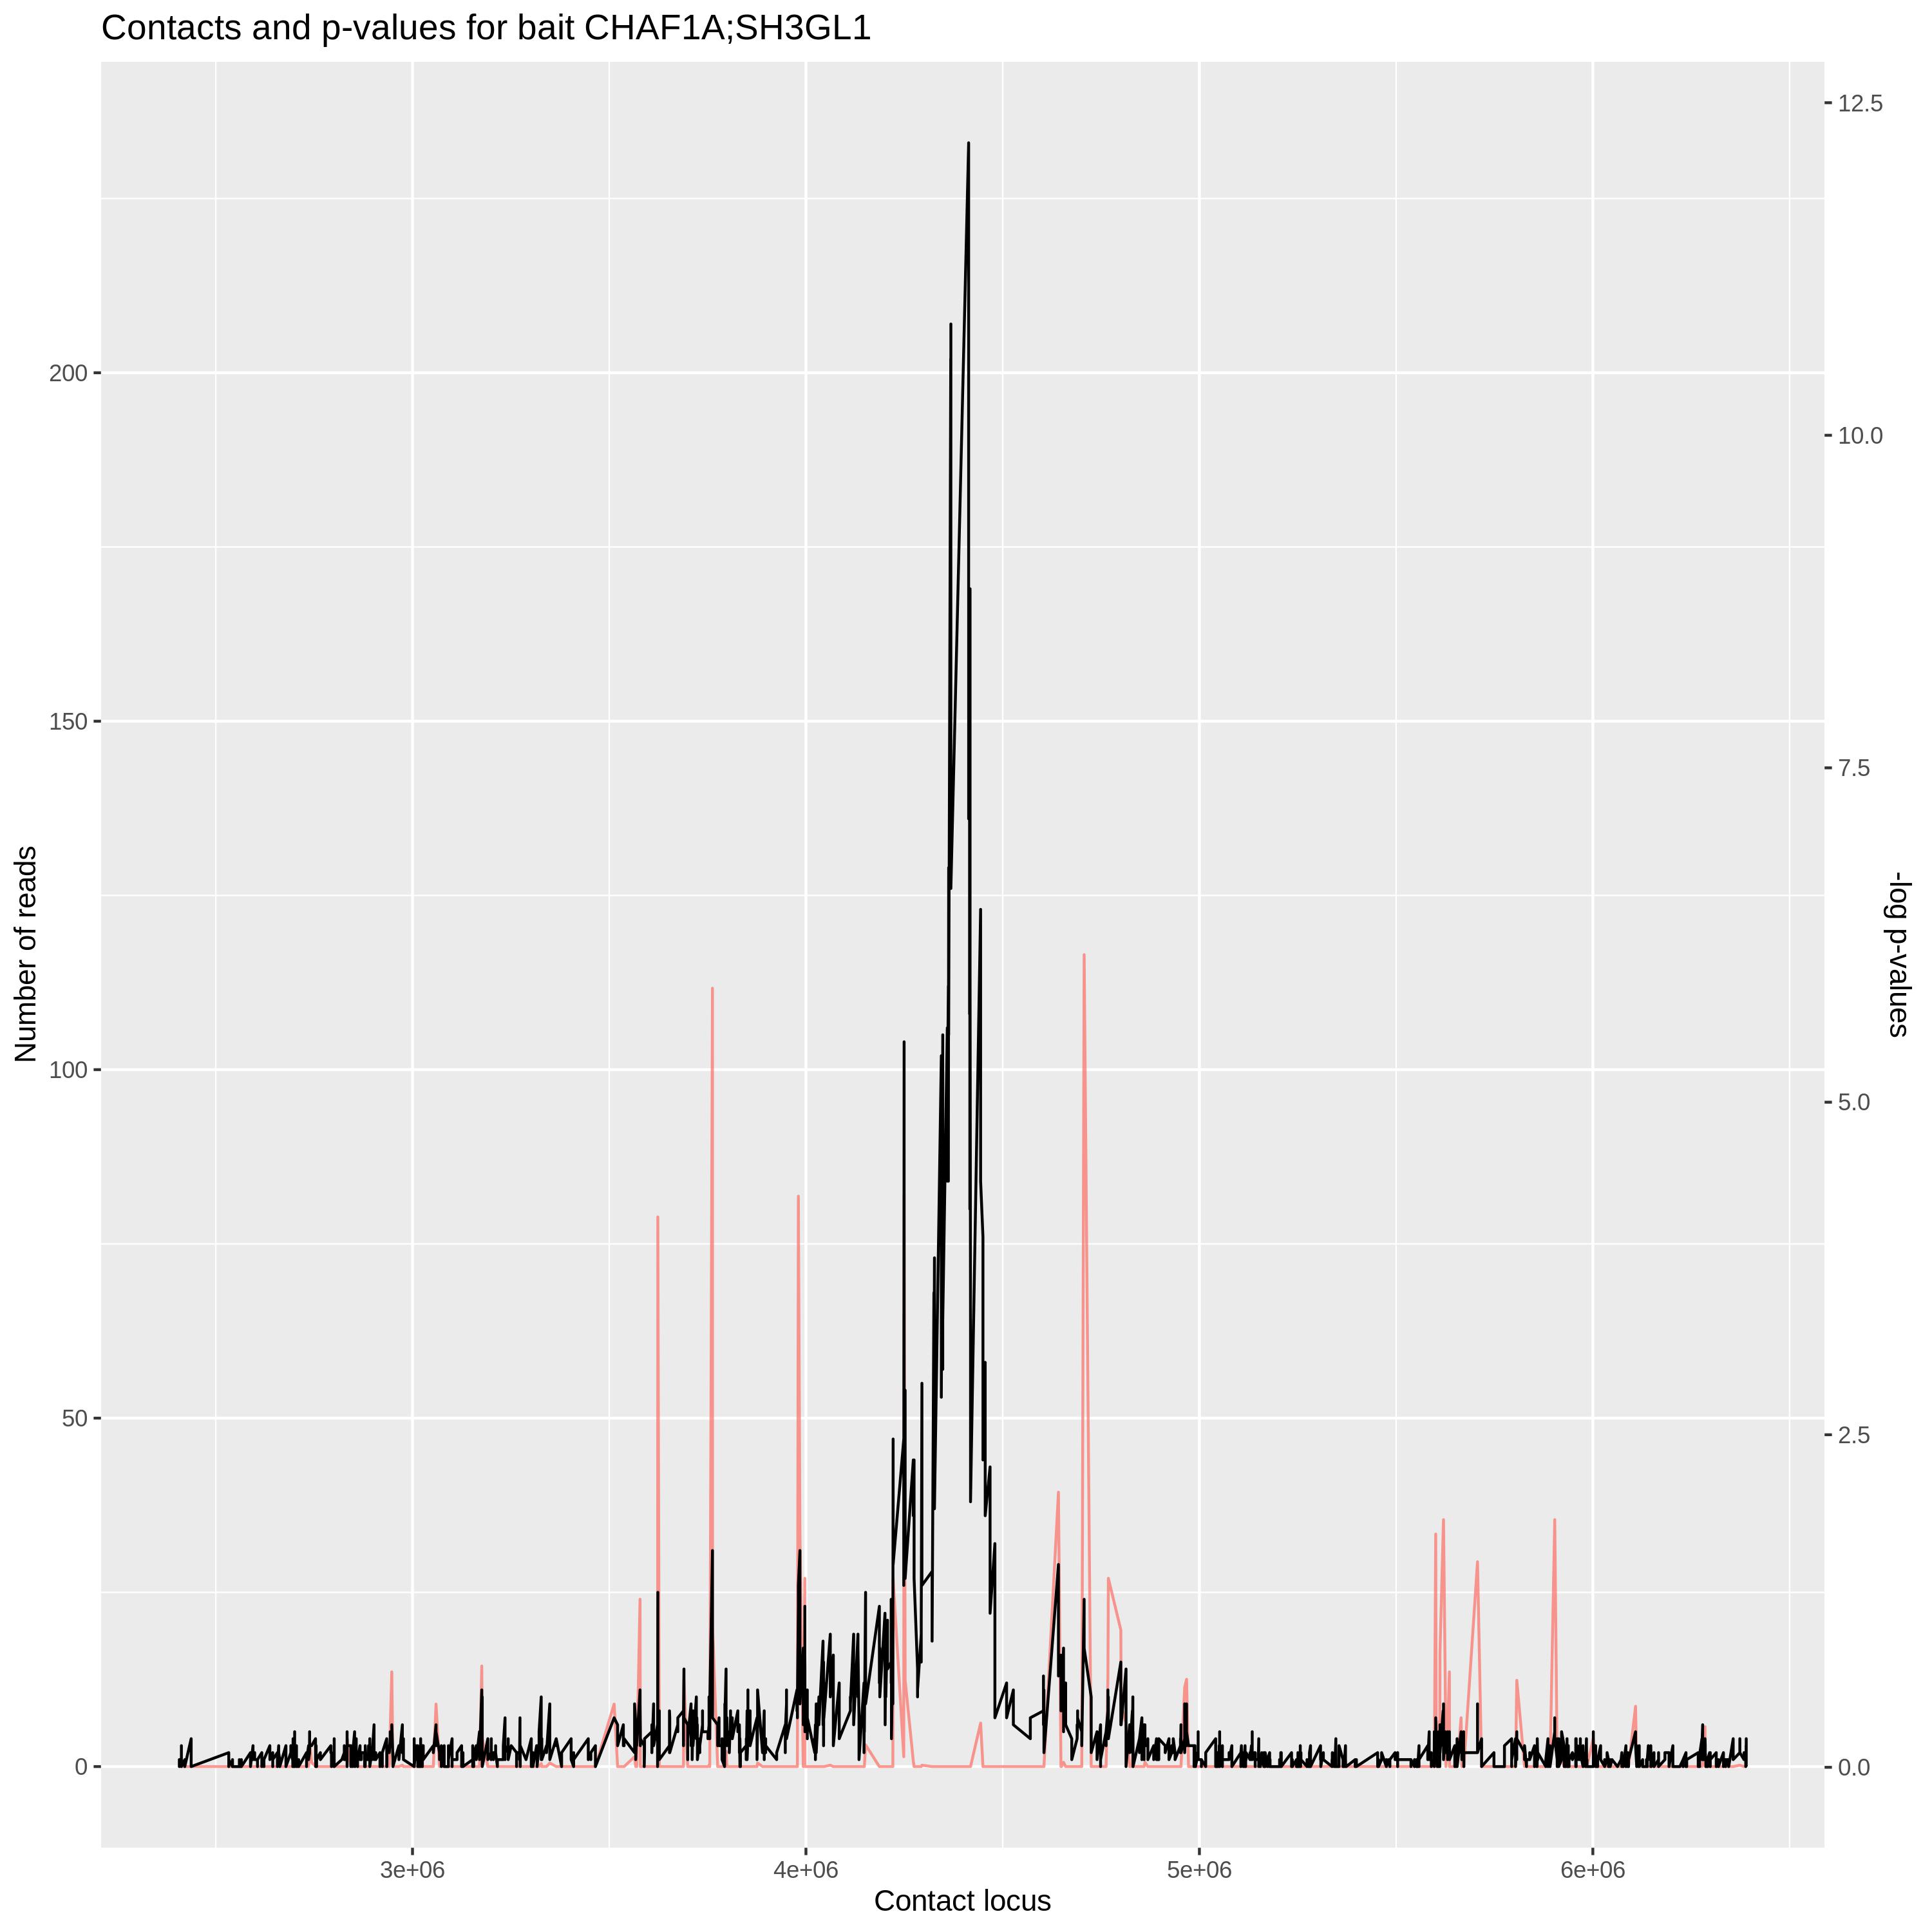 Contacts and p-values for bait CHAF1A;SH3GL1
Number of reads
200
150
100
50
0
12.5
10.0
7.5
5.0
2.5
0.0
-log p-values
3e+06
4e+06
5e+06
6e+06
Contact locus